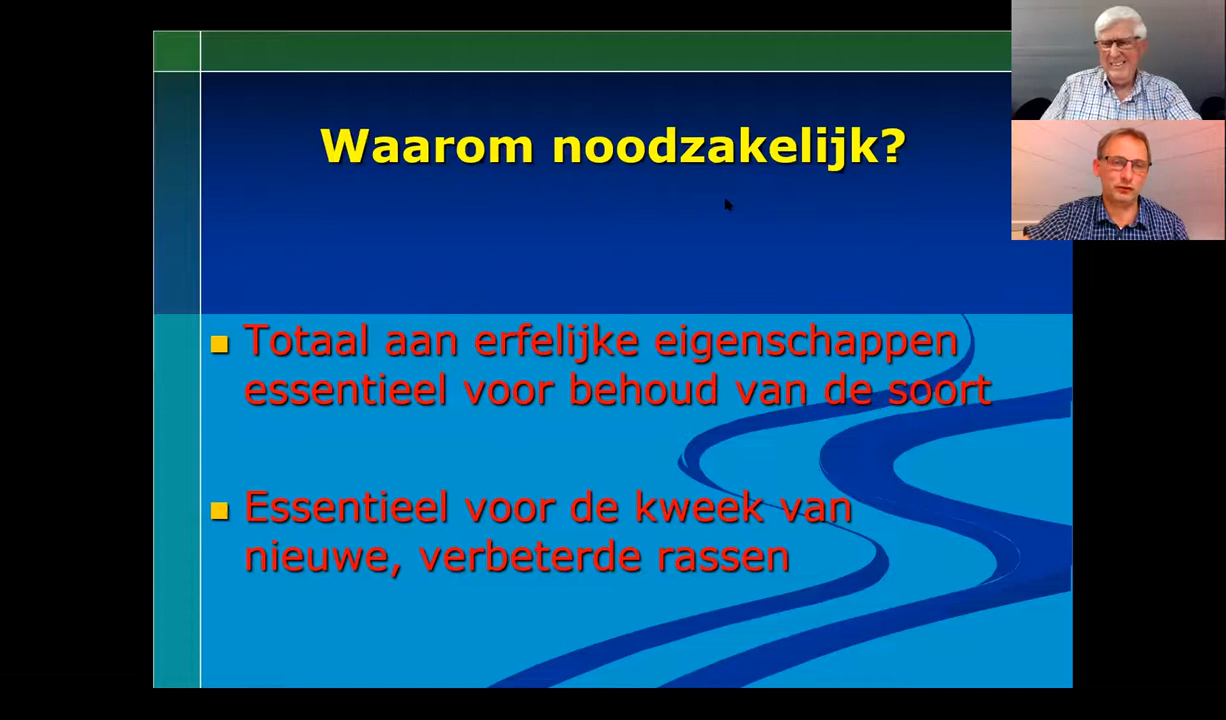 Waarom noodzakelijk?
Totaal aan erfelijke eigenschappen
essentieel voor behoud van de soort
Essentieel voor de kweek van
nieuwe, verbeterde rassen